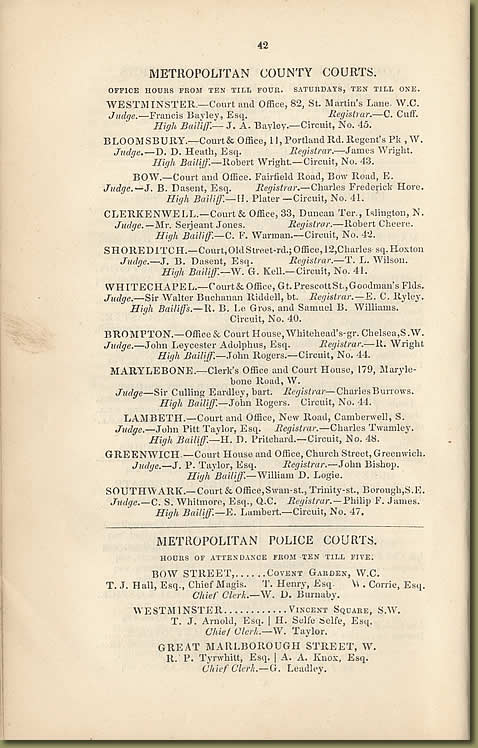 42
METROPOLITAN COUNTY COURTS.
OFFICE HOURS FROM TEN TILL FOUR. SATURDAYS, TEN TILL ONE.
WESTMINSTER.—Court and Office, 82, St. Martin's Lane. W.C.
Judge.—Francis Bayley, Esq. Registrar.—C. Cuff.
High Bailiff.— J. A. Bayley.—Circuit, No. 45.
BLOOMSBURY.—Court & Office, 11, Portland Rd. Regent's Pk , W.
Judge.—D. D. Heath, Esq. Registrar.—James Wright.
High Bailiff.—Robert Wright.—Circuit, No. 43.
BOW.—Court and Office. Fairfield Road, Bow Road, E.
Judge.—J. B. Dasent, Esq. Registrar.—Charles Frederick Hore.
High Bailiff.—H. Plater —Circuit, No. 41.
CLERKENWELL.—Court & Office, 33, Duncan Ter., Islington, N.
Judge.—Mr. Serjeant Jones. Registrar.—Robert Cheere.
High Bailiff.—C. F. Warman.—Circuit, No. 42.
SHOREDITCH.—Court, Old Street-rd.; Office, 12, Charles sq. Hoxton
Judge.—J. B. Dasent, Esq. Registrar.—T. L. Wilson.
High Bailiff.—W. G. Kell.—Circuit, No. 41.
WHITECHAPEL.—Court & Office, Gt. Prescott St., Goodman's Flds.
Judge.—Sir Walter Buchanan Riddell, bt. Registrar.—E. C. Ryley.
High Bailiffs.—R. B. Le Gros, and Samuel B. Williams.
Circuit, No. 40.
BROMPTON.—Office & Court House, Whitehead's-gr. Chelsea, S.W.
Judge.—John Leycester Adolphus, Esq. Registrar.—R. Wright
High Bailiff.—John Rogers.—Circuit, No. 44.
MARYLEBONE.—Clerk's Office and Court House, 179, Maryle-
bone Road, W.
Judge—Sir Culling Eardley, bart. Registrar—Charles Burrows.
High Bailiff.—John Rogers. Circuit, No. 44.
LAMBETH.—Court and Office, New Road, Camberwell, S.
Judge.—John Pitt Taylor, Esq. Registrar.—Charles Twamley.
High Bailiff.—H. D. Pritchard.—Circuit, No. 48.
GREENWICH.—Court House and Office, Church Street, Greenwich.
Judge.—J. P. Taylor, Esq. Registrar.—John Bishop.
High Bailiff.—William D. Logie.
SOUTHWARK.—Court & Office, Swan-st., Trinity-st., Borough, S.E.
Judge.—C. S. Whitmore, Esq., Q.C. Registrar.—Philip F. James.
High Bailiff.—E. Lambert.—Circuit, No. 47.
METROPOLITAN POLICE COURTS.
HOURS OF ATTENDANCE FROM TEN TILL FIVE.
BOW STREET,......COVENT GARDEN, W.C.
T. J. Hall, Esq., Chief Magis. T. Henry, Esq W. Corrie, Esq.
Chief Clerk.—W. D. Burnaby.
WESTMINSTER............VINCENT SQUARE, S.W.
T. J. Arnold, Esq. | H. Selfe Selfe, Esq.
Chief Clerk.—W. Taylor.
GREAT MARLBOROUGH STREET, W.
R. P. Tyrwhitt, Esq. | A. A. Knox, Esq.
Chief Clerk.—G. Leadley.